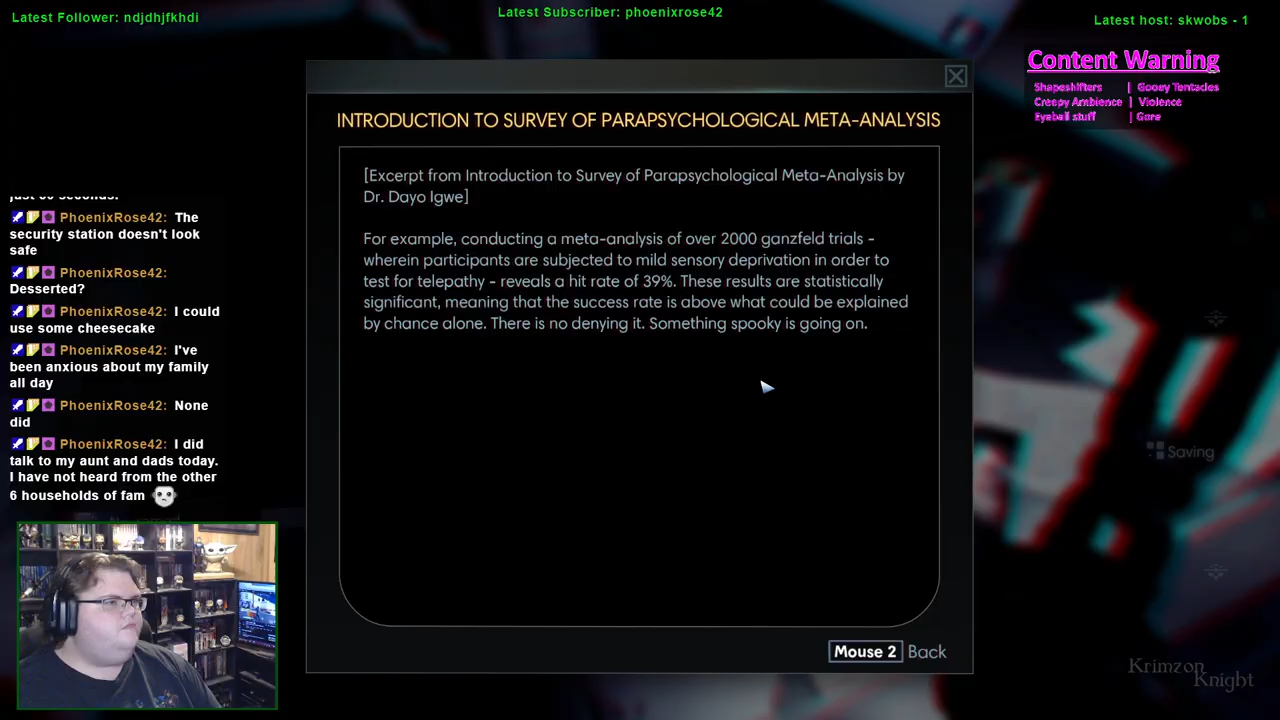 Latest Follower: ndjdhjfkhdi
Latest Subscriber: phoenixrose42
Latest host: skwobs - 1
Content Warning
Shapeshifters | Gooey Tentacles
Creepy Ambience | Violence
Eyeball stuff | Gore
INTRODUCTION TO SURVEY OF PARAPSYCHOLOGICAL META-ANALYSIS
[Excerpt from Introduction to Survey of Parapsychological Meta-Analysis by
Dr. Dayo Igwe]
For example, conducting a meta-analysis of over 2000 ganzfeld trials -
wherein participants are subjected to mild sensory deprivation in order to
test for telepathy - reveals a hit rate of 39%. These results are statistically
significant, meaning that the success rate is above what could be explained
by chance alone. There is no denying it. Something spooky is going on.
PhoenixRose42: The
security station doesn't look
safe
PhoenixRose42:
Desserted?
PhoenixRose42: I could
use some cheesecake
PhoenixRose42: I've
been anxious about my family
all day
PhoenixRose42: None
did
PhoenixRose42: I did
talk to my aunt and dads today.
I have not heard from the other
6 households of fam
Saving
Mouse 2 Back
Krimzon
Knight